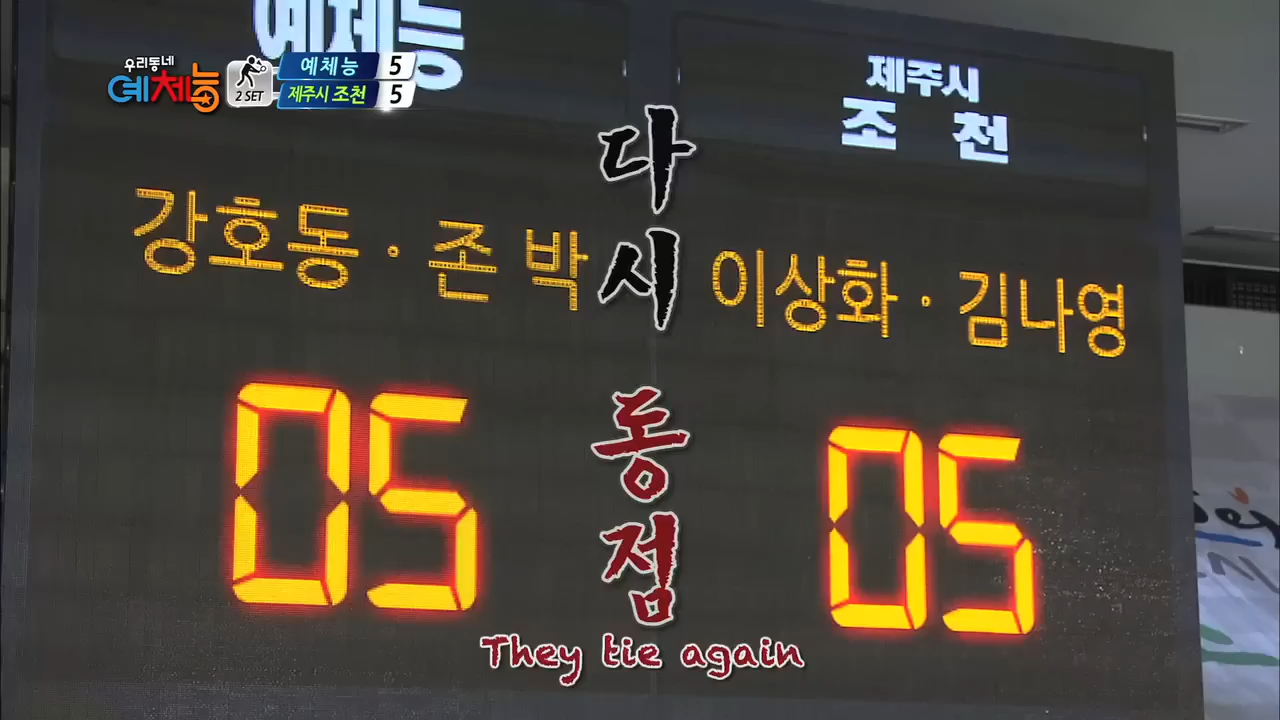 우리동네
예체능
2 SET
예체능 5
제주시 조천 5
예체능
제주시
조 천
강호동·존 박
이상화·김나영
다시 동점
05
05
They tie again